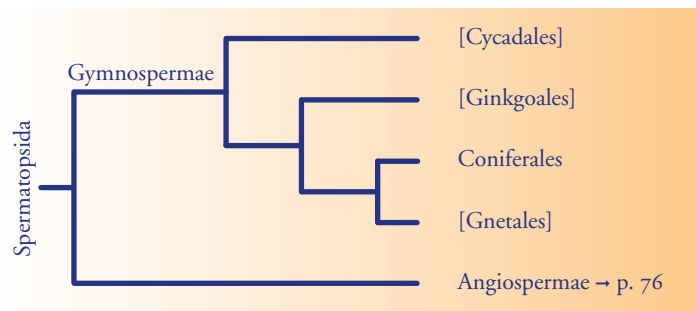 [Cycadales]
Gymnospermae
[Ginkgoales]
Spermatopsida
Coniferales
[Gnetales]
Angiospermae → p. 76